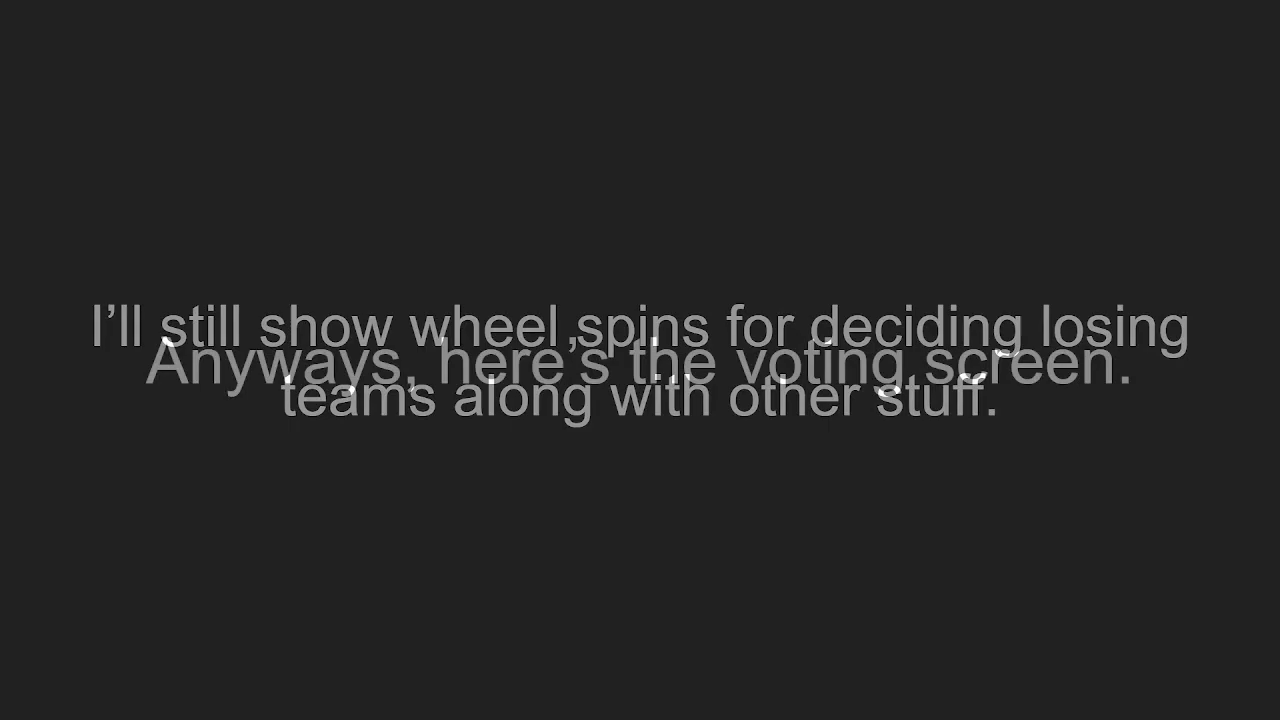 I’ll still show wheel spins for deciding losing
Anyways, here’s the voting screen.
teams along with other stuff.